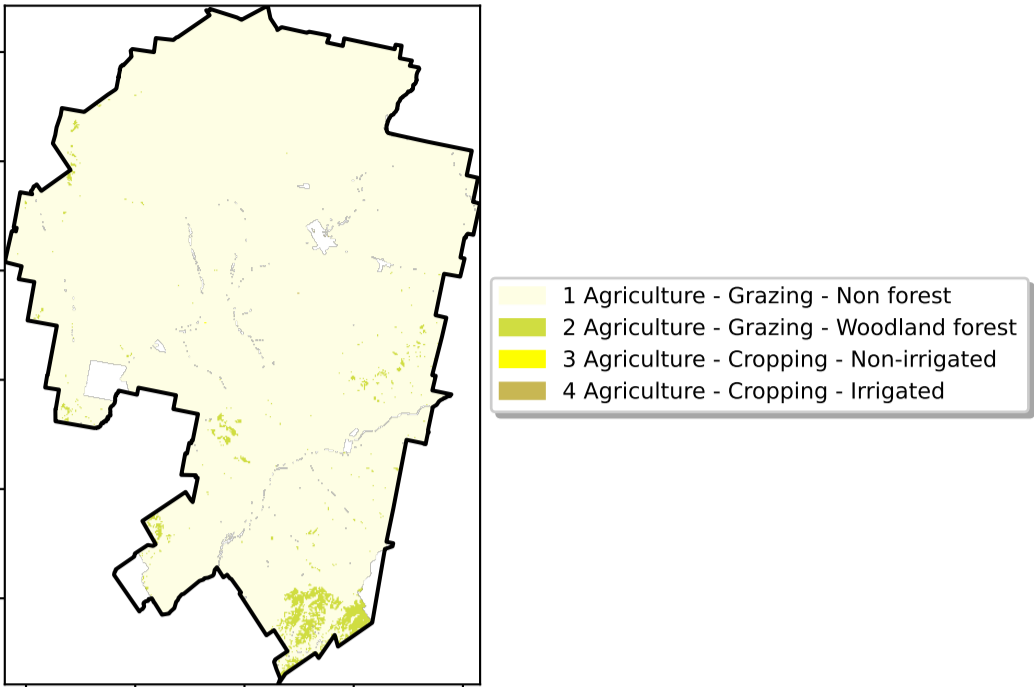 1 Agriculture - Grazing - Non forest
2 Agriculture - Grazing - Woodland forest
3 Agriculture - Cropping - Non-irrigated
4 Agriculture - Cropping - Irrigated